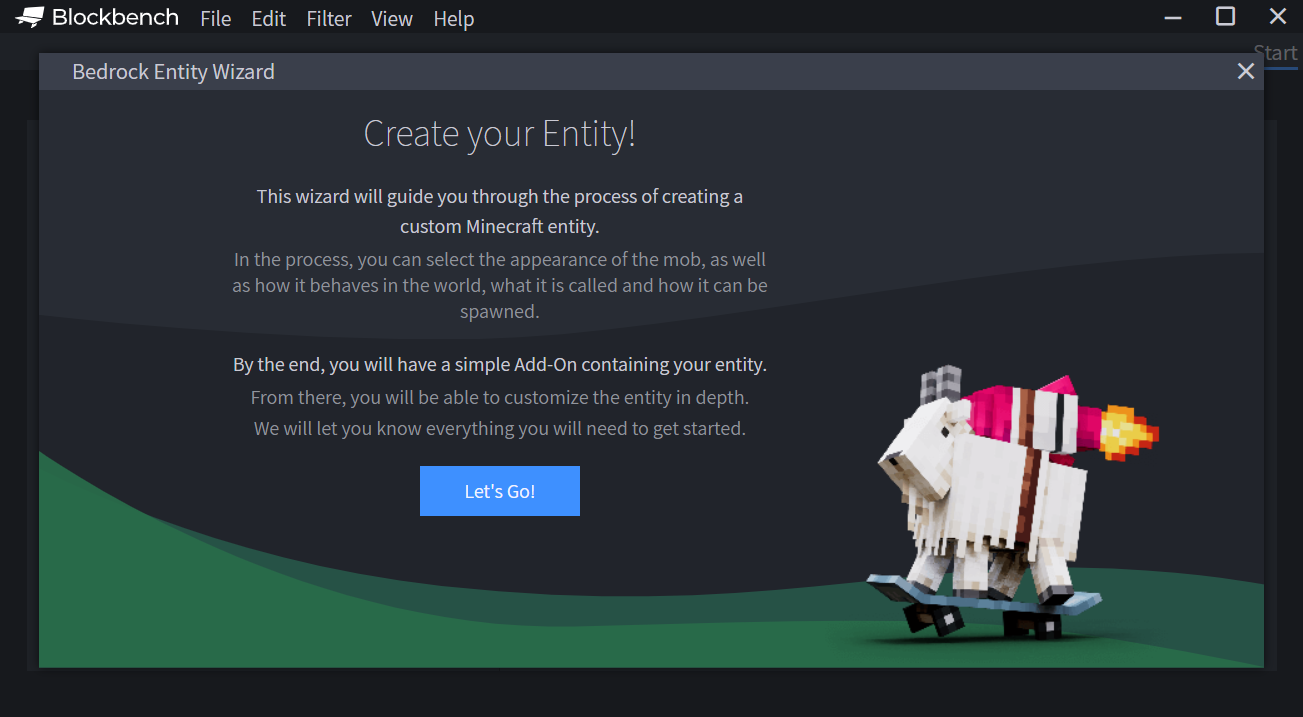 Blockbench File Edit Filter View Help
Start
Bedrock Entity Wizard
Create your Entity!
This wizard will guide you through the process of creating a
custom Minecraft entity.
In the process, you can select the appearance of the mob, as well
as how it behaves in the world, what it is called and how it can be
spawned.
By the end, you will have a simple Add-On containing your entity.
From there, you will be able to customize the entity in depth.
We will let you know everything you will need to get started.
Let's Go!